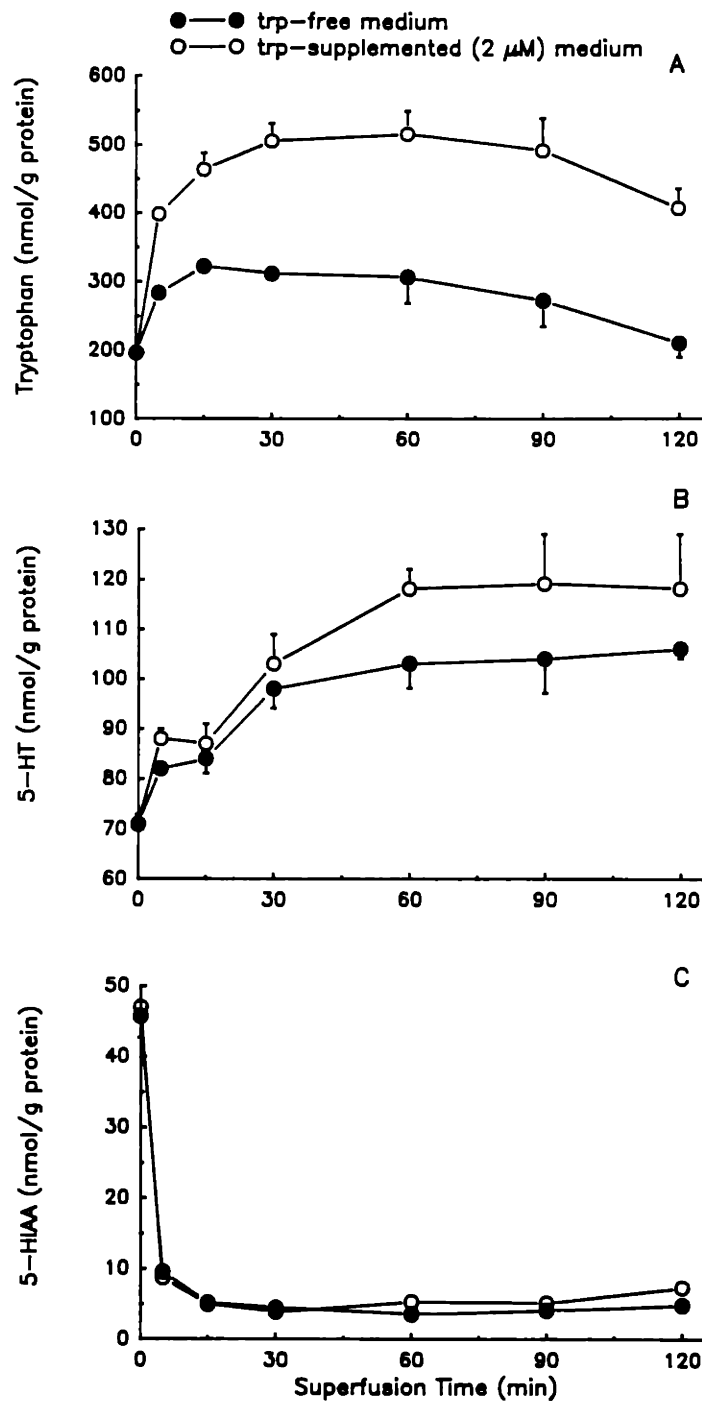 trp-free medium
trp-supplemented (2 μM) medium
A
600
500
400
300
200
100
Tryptophan (nmol/g protein)
0 30 60 90 120
B
130
120
110
100
90
80
70
60
5-HT (nmol/g protein)
0 30 60 90 120
C
50
40
30
20
10
0
5-HIAA (nmol/g protein)
0 30 60 90 120
Superfusion Time (min)